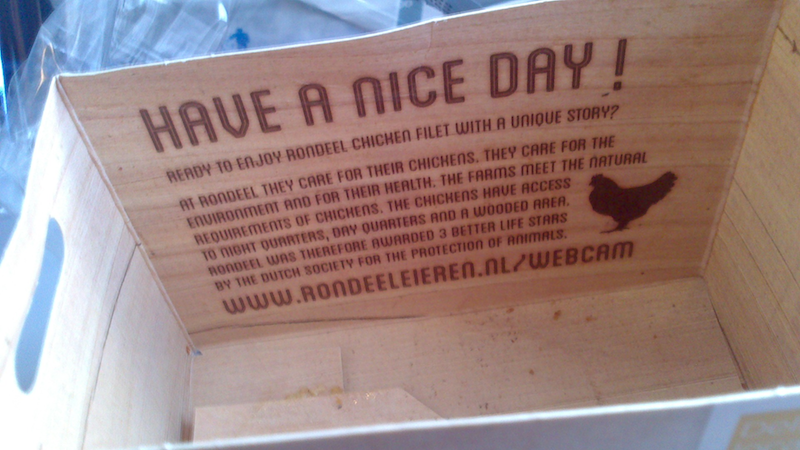 HAVE A NICE DAY !
READY TO ENJOY RONDEEL CHICKEN FILET WITH A UNIQUE STORY?
AT RONDEEL THEY CARE FOR THEIR CHICKENS. THEY CARE FOR THE
ENVIRONMENT AND FOR THEIR HEALTH. THE FARMS MEET THE NATURAL
REQUIREMENTS OF CHICKENS. THE CHICKENS HAVE ACCESS
TO NIGHT QUARTERS, DAY QUARTERS AND A WOODED AREA.
RONDEEL WAS THEREFORE AWARDED 3 BETTER LIFE STARS
BY THE DUTCH SOCIETY FOR THE PROTECTION OF ANIMALS.
WWW.RONDEELEIEREN.NL/WEBCAM